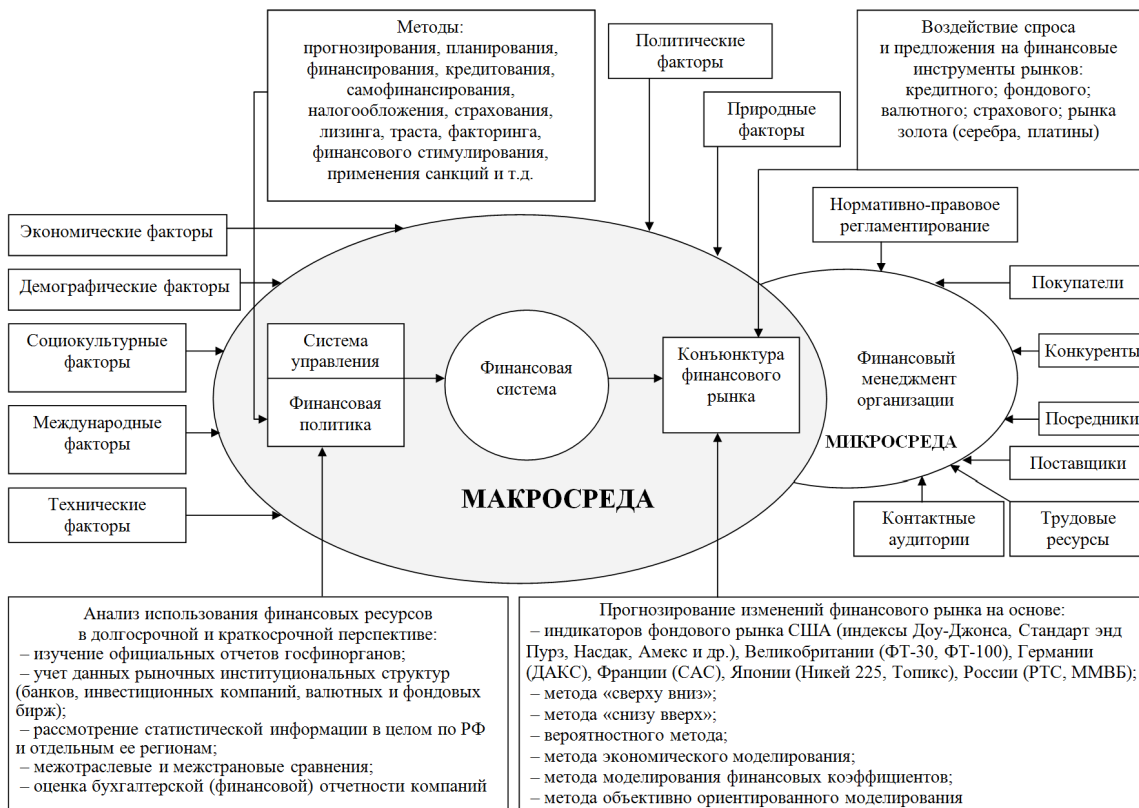 Методы:
прогнозирования, планирования,
финансирования, кредитования,
самофинансирования,
налогообложения, страхования,
лизинга, траста, факторинга,
финансового стимулирования,
применения санкций и т.д.
Политические
факторы
Природные
факторы
Воздействие спроса
и предложения на финансовые
инструменты рынков:
кредитного; фондового;
валютного; страхового; рынка
золота (серебра, платины)
Экономические факторы
Демографические факторы
Социокультурные
факторы
Международные
факторы
Технические
факторы
Система
управления
Финансовая
политика
Финансовая
система
Конъюнктура
финансового
рынка
МАКРОСРЕДА
Нормативно-правовое
регламентирование
Финансовый
менеджмент
организации
МИКРОСРЕДА
Покупатели
Конкуренты
Посредники
Поставщики
Контактные
аудитории
Трудовые
ресурсы
Анализ использования финансовых ресурсов
в долгосрочной и краткосрочной перспективе:
– изучение официальных отчетов госфинорганов;
– учет данных рыночных институциональных структур
(банков, инвестиционных компаний, валютных и фондовых
бирж);
– рассмотрение статистической информации в целом по РФ
и отдельным ее регионам;
– межотраслевые и межстрановые сравнения;
– оценка бухгалтерской (финансовой) отчетности компаний
Прогнозирование изменений финансового рынка на основе:
– индикаторов фондового рынка США (индексы Доу-Джонса, Стандарт энд
Пурз, Насдак, Амекс и др.), Великобритании (ФТ-30, ФТ-100), Германии
(ДАКС), Франции (САС), Японии (Никей 225, Топикс), России (РТС, ММВБ);
– метода «сверху вниз»;
– метода «снизу вверх»;
– вероятностного метода;
– метода экономического моделирования;
– метода моделирования финансовых коэффициентов;
– метода объективно ориентированного моделирования